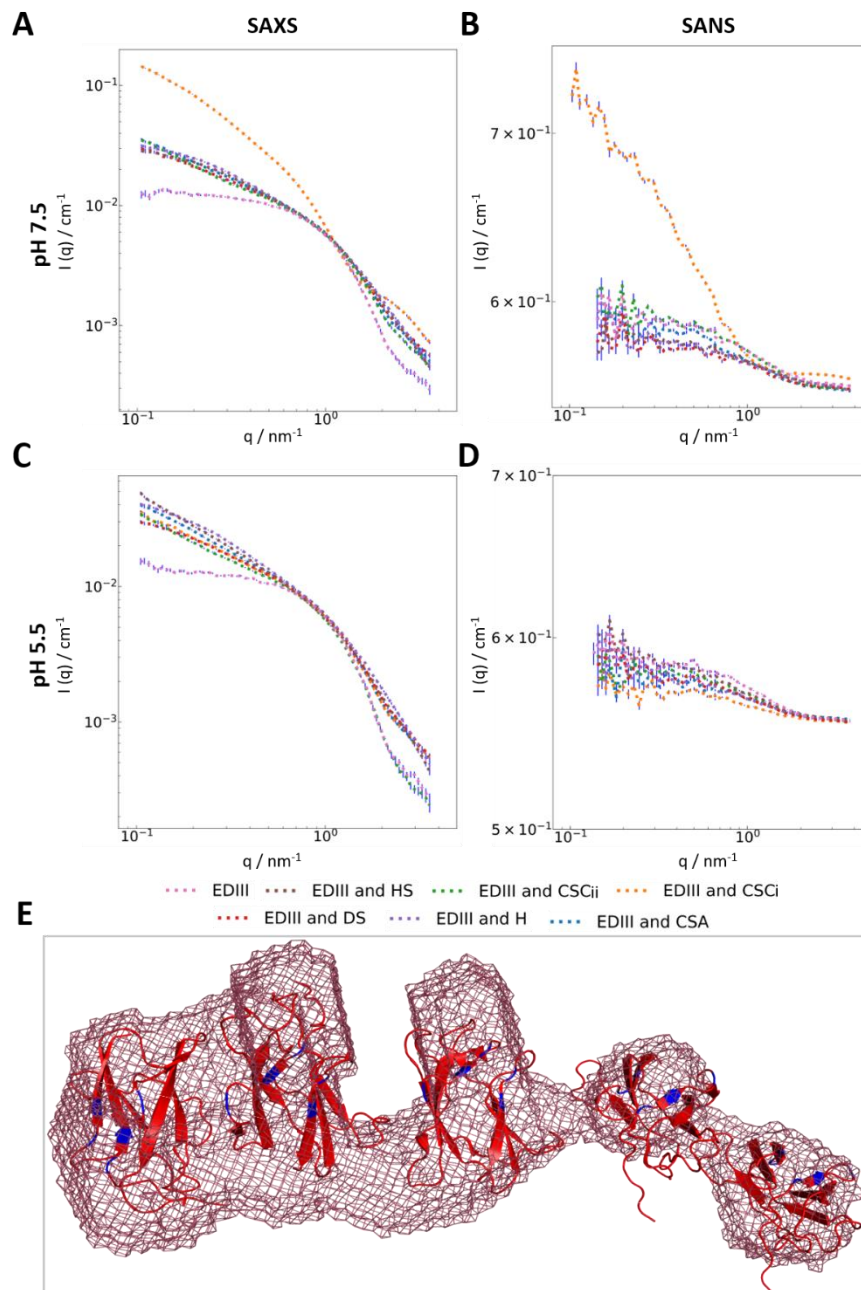 A SAXS B SANS
10⁻¹
10⁻²
10⁻³
pH 7.5
I (q) / cm⁻¹
10⁻¹ 10⁰
q / nm⁻¹
7 × 10⁻¹
6 × 10⁻¹
I (q) / cm⁻¹
10⁻¹ 10⁰
q / nm⁻¹
C
10⁻²
10⁻³
pH 5.5
I (q) / cm⁻¹
10⁻¹ 10⁰
q / nm⁻¹
D
7 × 10⁻¹
6 × 10⁻¹
5 × 10⁻¹
I (q) / cm⁻¹
10⁻¹ 10⁰
q / nm⁻¹
EDIII EDIII and HS EDIII and CSCii EDIII and CSCi
EDIII and DS EDIII and H EDIII and CSA
E